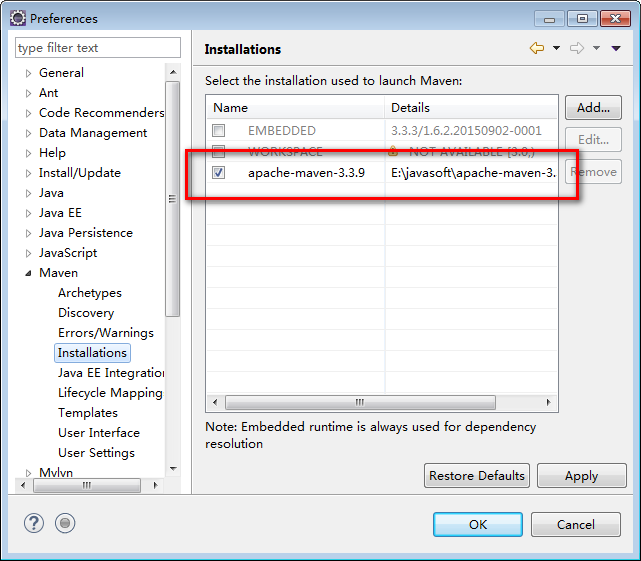 Preferences
type filter text
General
Ant
Code Recommenders
Data Management
Help
Install/Update
Java
Java EE
Java Persistence
JavaScript
Maven
Archetypes
Discovery
Errors/Warnings
Installations
Java EE Integration
Lifecycle Mapping
Templates
User Interface
User Settings
Mylyn
Installations
Select the installation used to launch Maven:
Name Details
EMBEDDED 3.3.3/1.6.2.20150902-0001
WORKSPACE NOT AVAILABLE [3.0,)
apache-maven-3.3.9 E:\javasoft\apache-maven-3.
Add...
Edit...
Remove
Note: Embedded runtime is always used for dependency
resolution
Restore Defaults Apply
OK Cancel